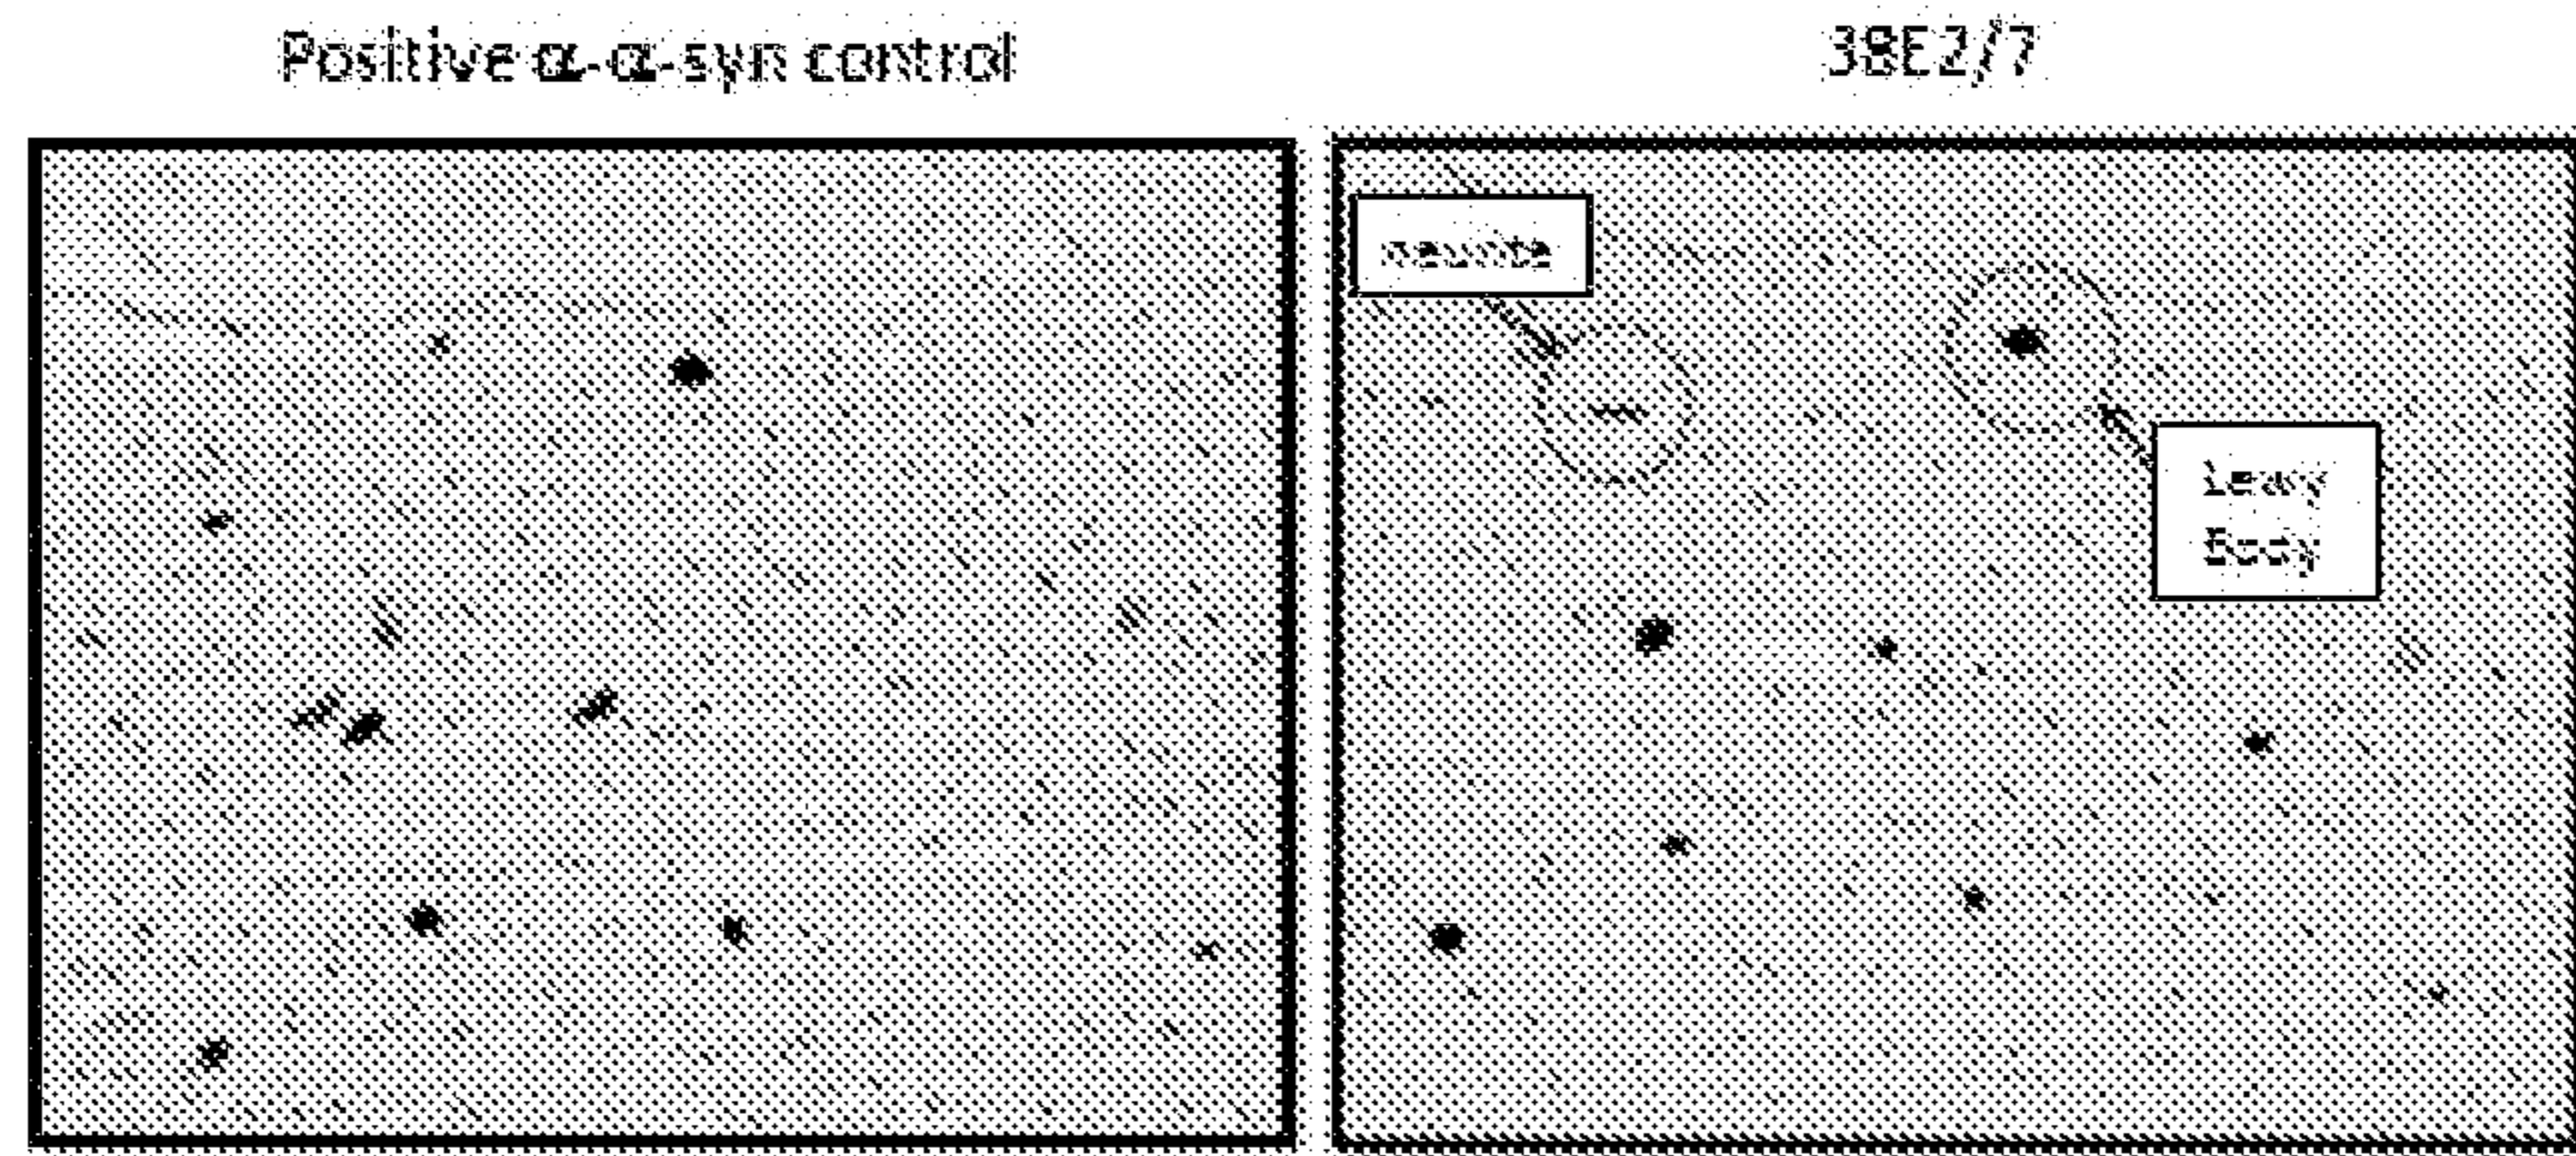 Positive α-α-syn control
38E2/7
neurite
Lewy
Body